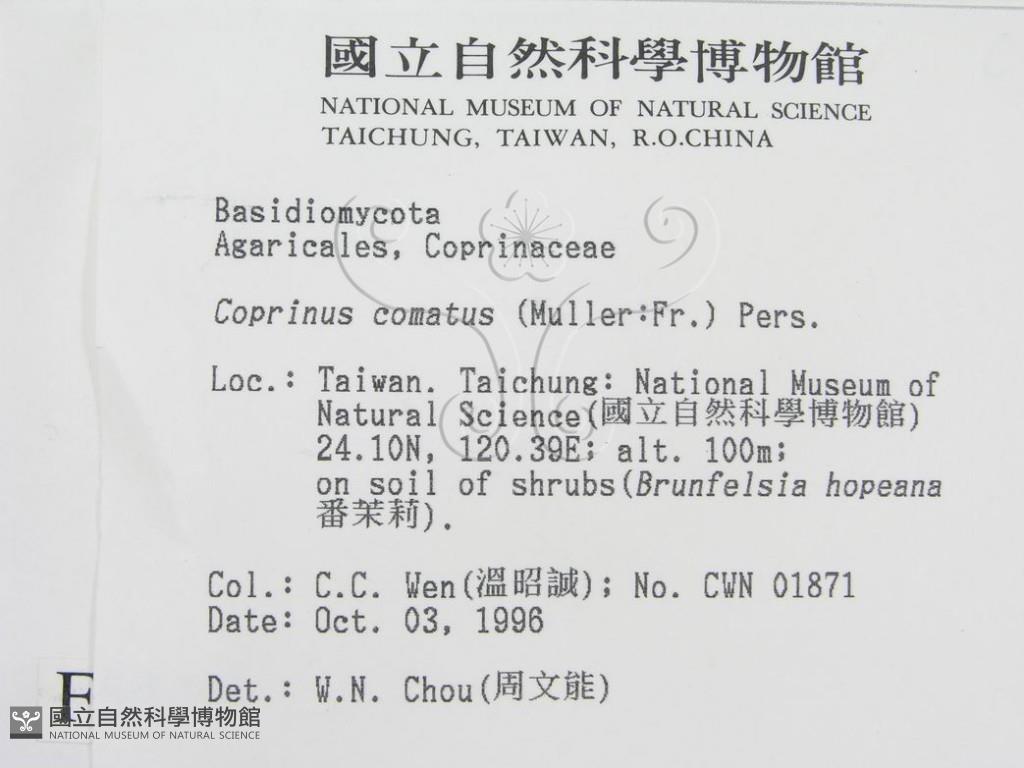 國立自然科學博物館
NATIONAL MUSEUM OF NATURAL SCIENCE
TAICHUNG, TAIWAN, R.O.CHINA
Basidiomycota
Agaricales, Coprinaceae
Coprinus comatus (Muller:Fr.) Pers.
Loc.: Taiwan. Taichung: National Museum of
Natural Science(國立自然科學博物館)
24.10N, 120.39E; alt. 100m;
on soil of shrubs(Brunfelsia hopeana
番茉莉).
Col.: C.C. Wen(溫昭誠); No. CWN 01871
Date: Oct. 03, 1996
Det.: W.N. Chou(周文能)
F
國立自然科學博物館
NATIONAL MUSEUM OF NATURAL SCIENCE